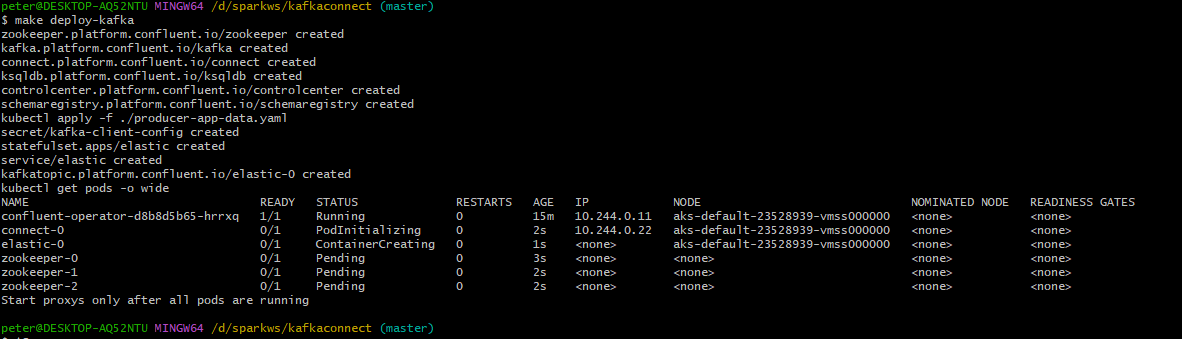 peter@DESKTOP-AQ52NTU MINGW64 /d/sparkws/kafkaconnect (master)
$ make deploy-kafka
zookeeper.platform.confluent.io/zookeeper created
kafka.platform.confluent.io/kafka created
connect.platform.confluent.io/connect created
ksqldb.platform.confluent.io/ksqldb created
controlcenter.platform.confluent.io/controlcenter created
schemaregistry.platform.confluent.io/schemaregistry created
kubectl apply -f ./producer-app-data.yaml
secret/kafka-client-config created
statefulset.apps/elastic created
service/elastic created
kafkatopic.platform.confluent.io/elastic-0 created
kubectl get pods -o wide
NAME READY STATUS RESTARTS AGE IP NODE NOMINATED NODE READINESS GATES
confluent-operator-d8b8d5b65-hrrxq 1/1 Running 0 15m 10.244.0.11 aks-default-23528939-vmss000000 <none> <none>
connect-0 0/1 PodInitializing 0 2s 10.244.0.22 aks-default-23528939-vmss000000 <none> <none>
elastic-0 0/1 ContainerCreating 0 1s <none> aks-default-23528939-vmss000000 <none> <none>
zookeeper-0 0/1 Pending 0 3s <none> <none> <none> <none>
zookeeper-1 0/1 Pending 0 2s <none> <none> <none> <none>
zookeeper-2 0/1 Pending 0 2s <none> <none> <none> <none>
Start proxys only after all pods are running
peter@DESKTOP-AQ52NTU MINGW64 /d/sparkws/kafkaconnect (master)